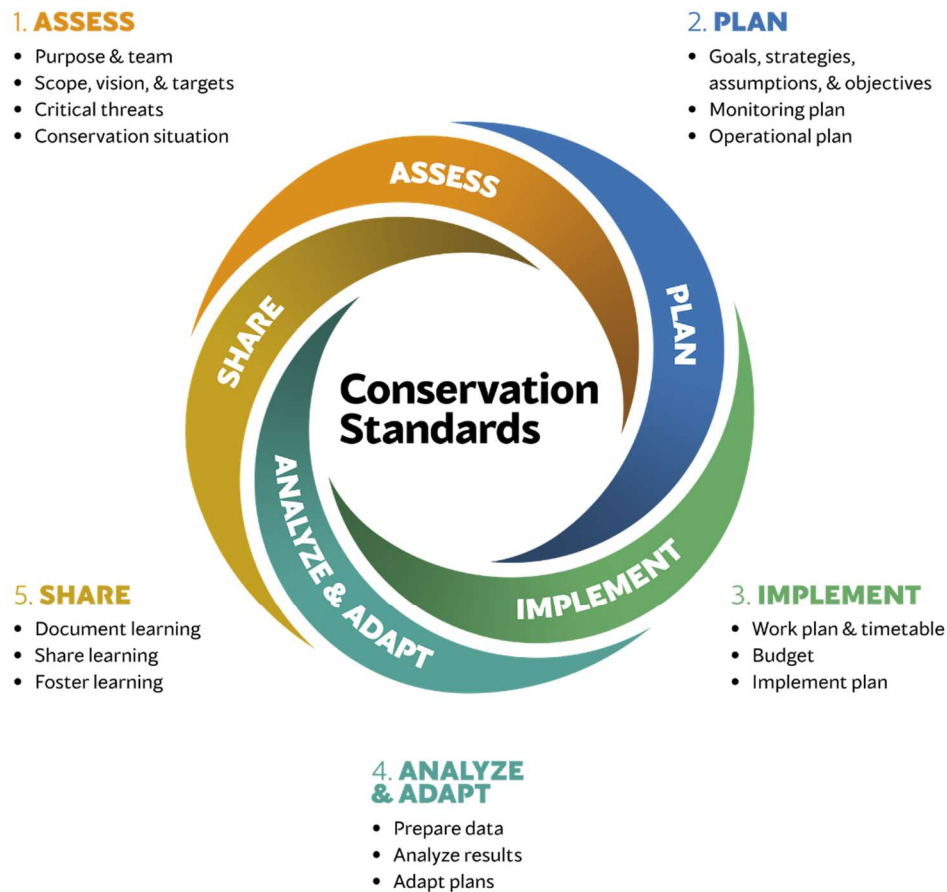 1. ASSESS
• Purpose & team
• Scope, vision, & targets
• Critical threats
• Conservation situation
2. PLAN
• Goals, strategies,
assumptions, & objectives
• Monitoring plan
• Operational plan
ASSESS
PLAN
SHARE
Conservation
Standards
ANALYZE & ADAPT
IMPLEMENT
5. SHARE
• Document learning
• Share learning
• Foster learning
3. IMPLEMENT
• Work plan & timetable
• Budget
• Implement plan
4. ANALYZE
& ADAPT
• Prepare data
• Analyze results
• Adapt plans